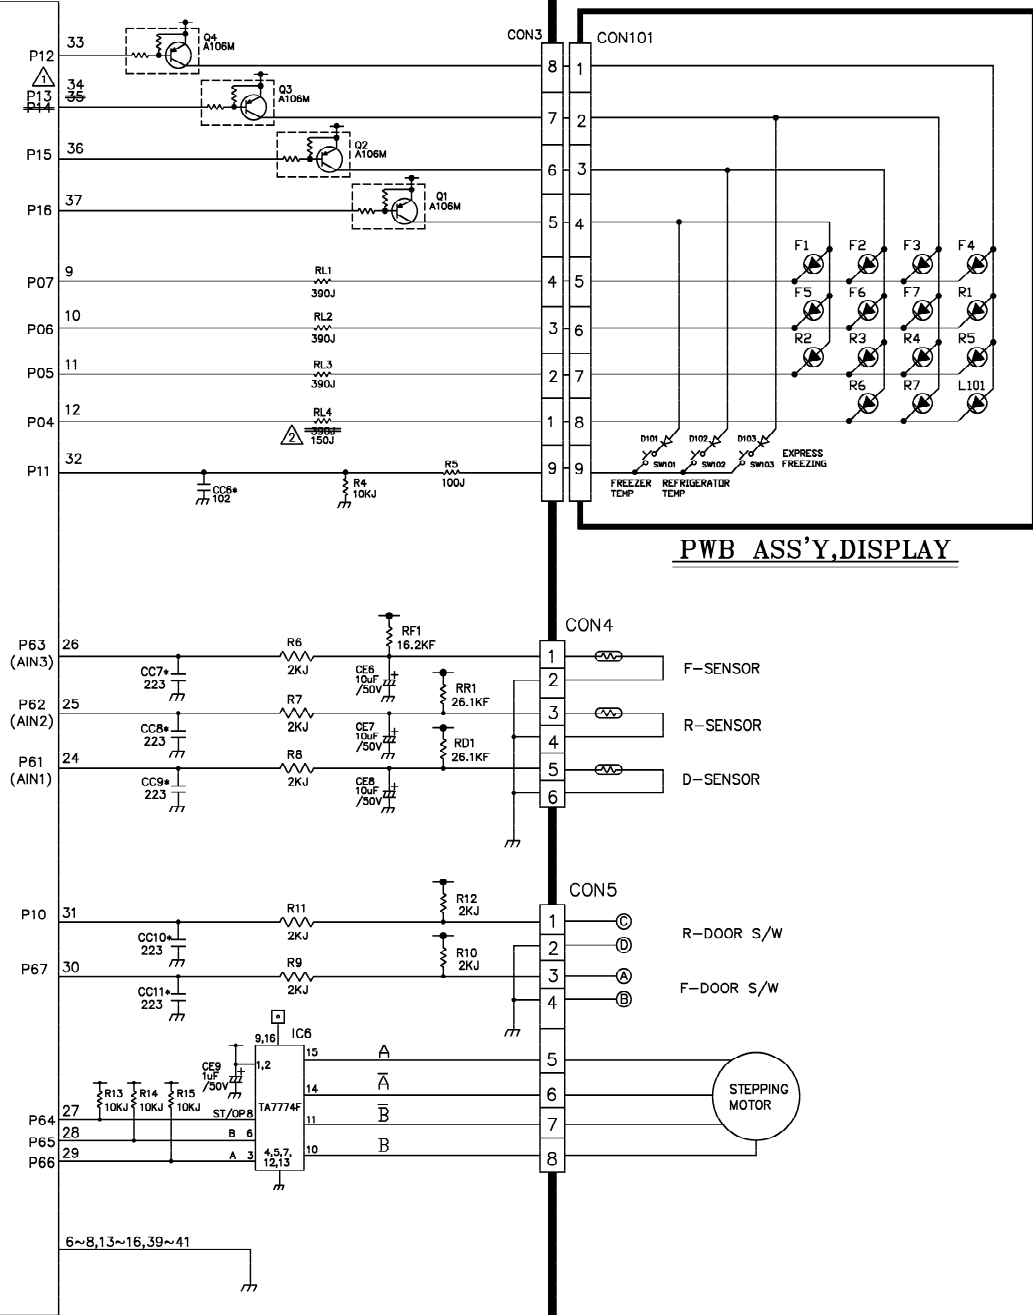 CON3 CON101
P12 33 Q4 A106M 8 1
1
P13 34
P14 35 Q3 A106M 7 2
P15 36 Q2 A106M 6 3
P16 37 Q1 A106M 5 4
F1 F2 F3 F4
P07 9 RL1 390J 4 5
F5 F6 F7 R1
P06 10 RL2 390J 3 6
R2 R3 R4 R5
P05 11 RL3 390J 2 7
R6 R7 L101
P04 12 RL4 390J 150J 1 8
2
D101 D102 D103
SW101 SW102 SW103
EXPRESS FREEZING
P11 32 R5 100J 9 9
CC6* 102 R4 10KJ
FREEZER TEMP REFRIGERATOR TEMP
PWB ASS'Y,DISPLAY
CON4
RF1 16.2KF
P63 (AIN3) 26 R6 2KJ 1
CC7* 223 CE6 10uF /50V 2 F-SENSOR
RR1 26.1KF
P62 (AIN2) 25 R7 2KJ 3
CC8* 223 CE7 10uF /50V 4 R-SENSOR
RD1 26.1KF
P61 (AIN1) 24 R8 2KJ 5
CC9* 223 CE8 10uF /50V 6 D-SENSOR
CON5
R12 2KJ
P10 31 R11 2KJ 1 C
CC10* 223 2 D R-DOOR S/W
R10 2KJ
P67 30 R9 2KJ 3 A
CC11* 223 4 B F-DOOR S/W
9,16 IC6
15 A 5
CE9 1uF /50V 1,2
14 A̅ 6
STEPPING MOTOR
R13 10KJ R14 10KJ R15 10KJ
TA7774F
P64 27 ST/OP 8 11 B̅ 7
P65 28 B 6
P66 29 A 3 10 B 8
4,5,7, 12,13
6~8,13~16,39~41